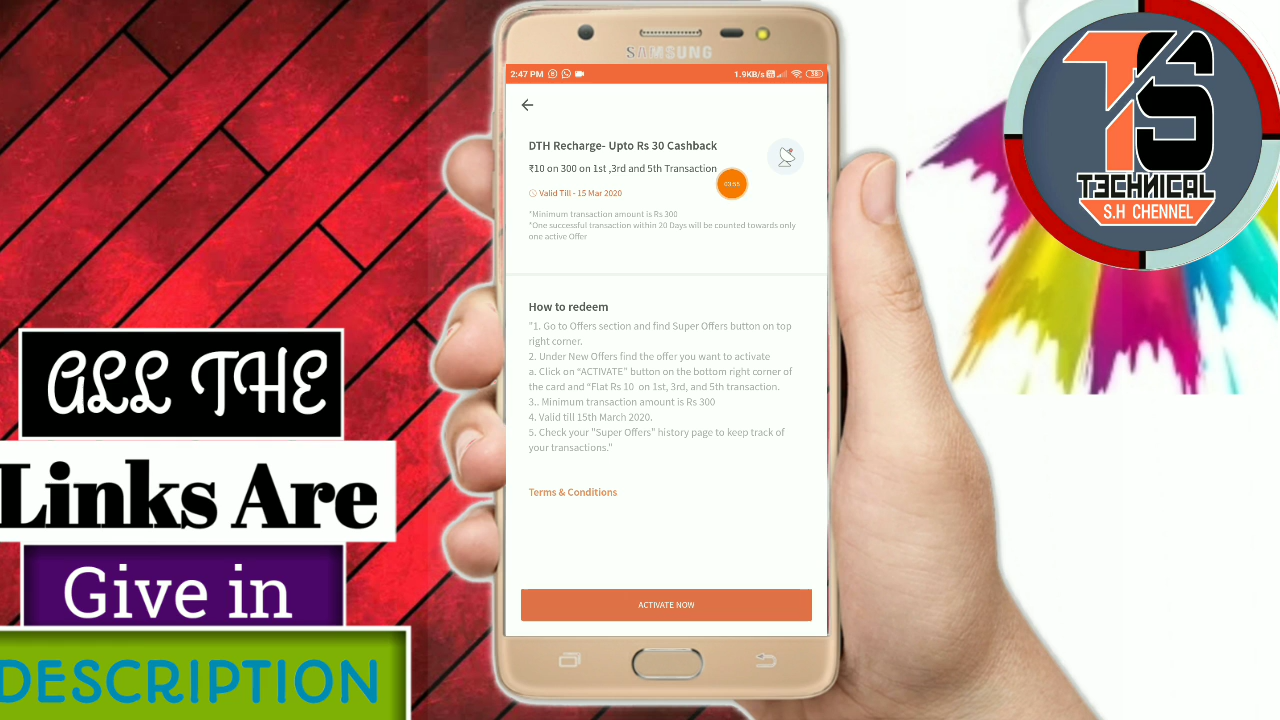 SAMSUNG
2:47 PM
1.9KB/s
38
DTH Recharge- Upto Rs 30 Cashback
₹10 on 300 on 1st ,3rd and 5th Transaction
03:55
Valid Till - 15 Mar 2020
*Minimum transaction amount is Rs 300
*One successful transaction within 20 Days will be counted towards only
one active Offer
How to redeem
"1. Go to Offers section and find Super Offers button on top
right corner.
2. Under New Offers find the offer you want to activate
a. Click on “ACTIVATE” button on the bottom right corner of
the card and “Flat Rs 10 on 1st, 3rd, and 5th transaction.
3.. Minimum transaction amount is Rs 300
4. Valid till 15th March 2020.
5. Check your "Super Offers" history page to keep track of
your transactions."
Terms & Conditions
ACTIVATE NOW
ALL THE
Links Are
Give in
DESCRIPTION
TS
TECHNICAL
S.H CHENNEL